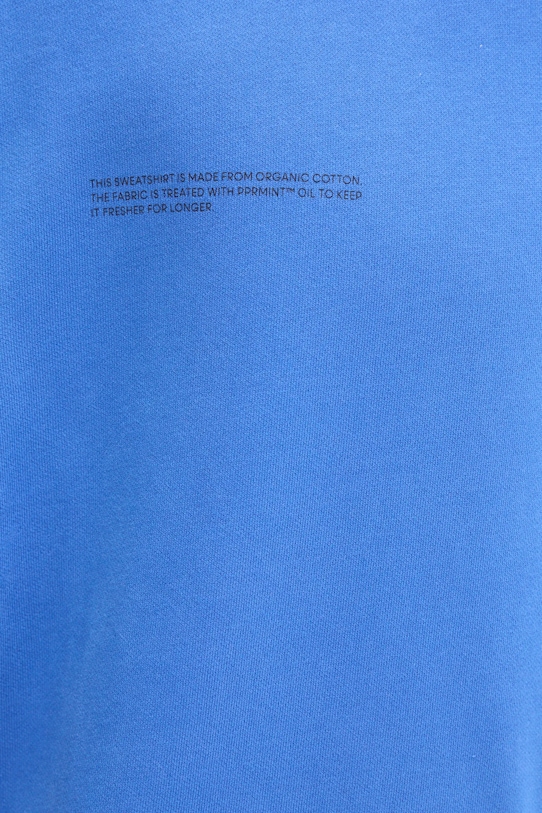 THIS SWEATSHIRT IS MADE FROM ORGANIC COTTON.
THE FABRIC IS TREATED WITH PPRMINT™ OIL TO KEEP
IT FRESHER FOR LONGER.